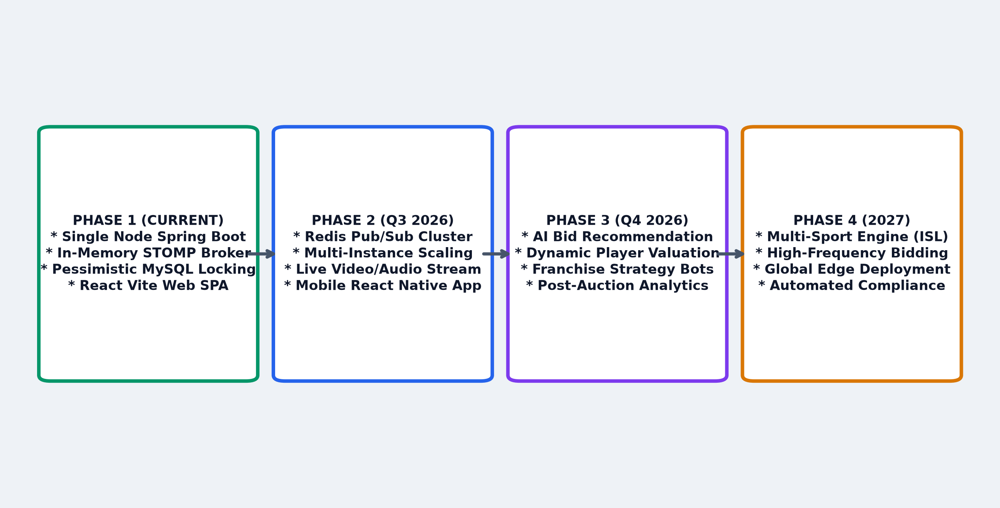 PHASE 1 (CURRENT)
* Single Node Spring Boot
* In-Memory STOMP Broker
* Pessimistic MySQL Locking
* React Vite Web SPA
PHASE 2 (Q3 2026)
* Redis Pub/Sub Cluster
* Multi-Instance Scaling
* Live Video/Audio Stream
* Mobile React Native App
PHASE 3 (Q4 2026)
* AI Bid Recommendation
* Dynamic Player Valuation
* Franchise Strategy Bots
* Post-Auction Analytics
PHASE 4 (2027)
* Multi-Sport Engine (ISL)
* High-Frequency Bidding
* Global Edge Deployment
* Automated Compliance